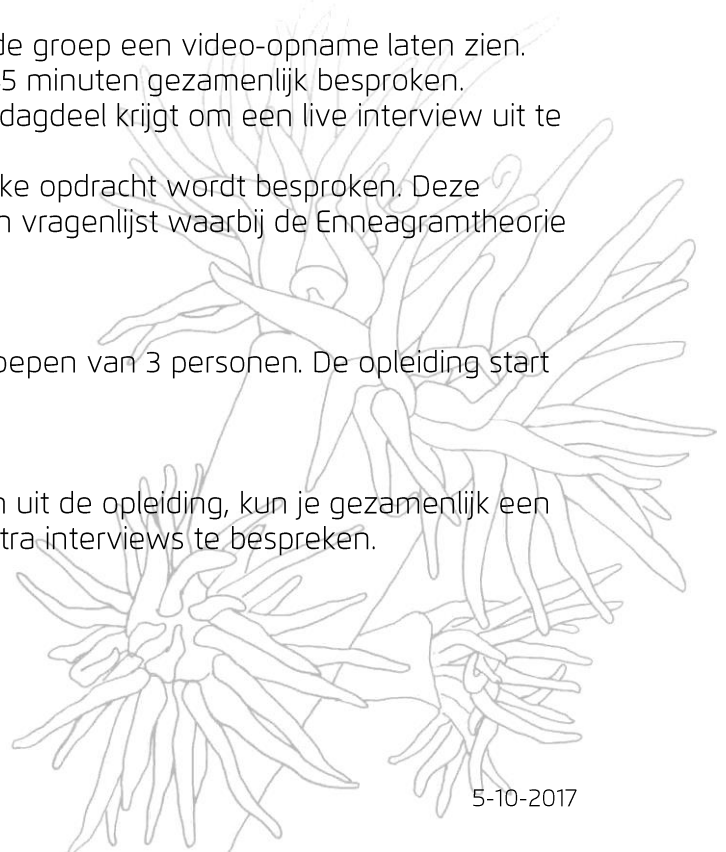 de groep een video-opname laten zien.
5 minuten gezamenlijk besproken.
dagdeel krijgt om een live interview uit te
ke opdracht wordt besproken. Deze
n vragenlijst waarbij de Enneagramtheorie
oepen van 3 personen. De opleiding start
n uit de opleiding, kun je gezamenlijk een
tra interviews te bespreken.
5-10-2017